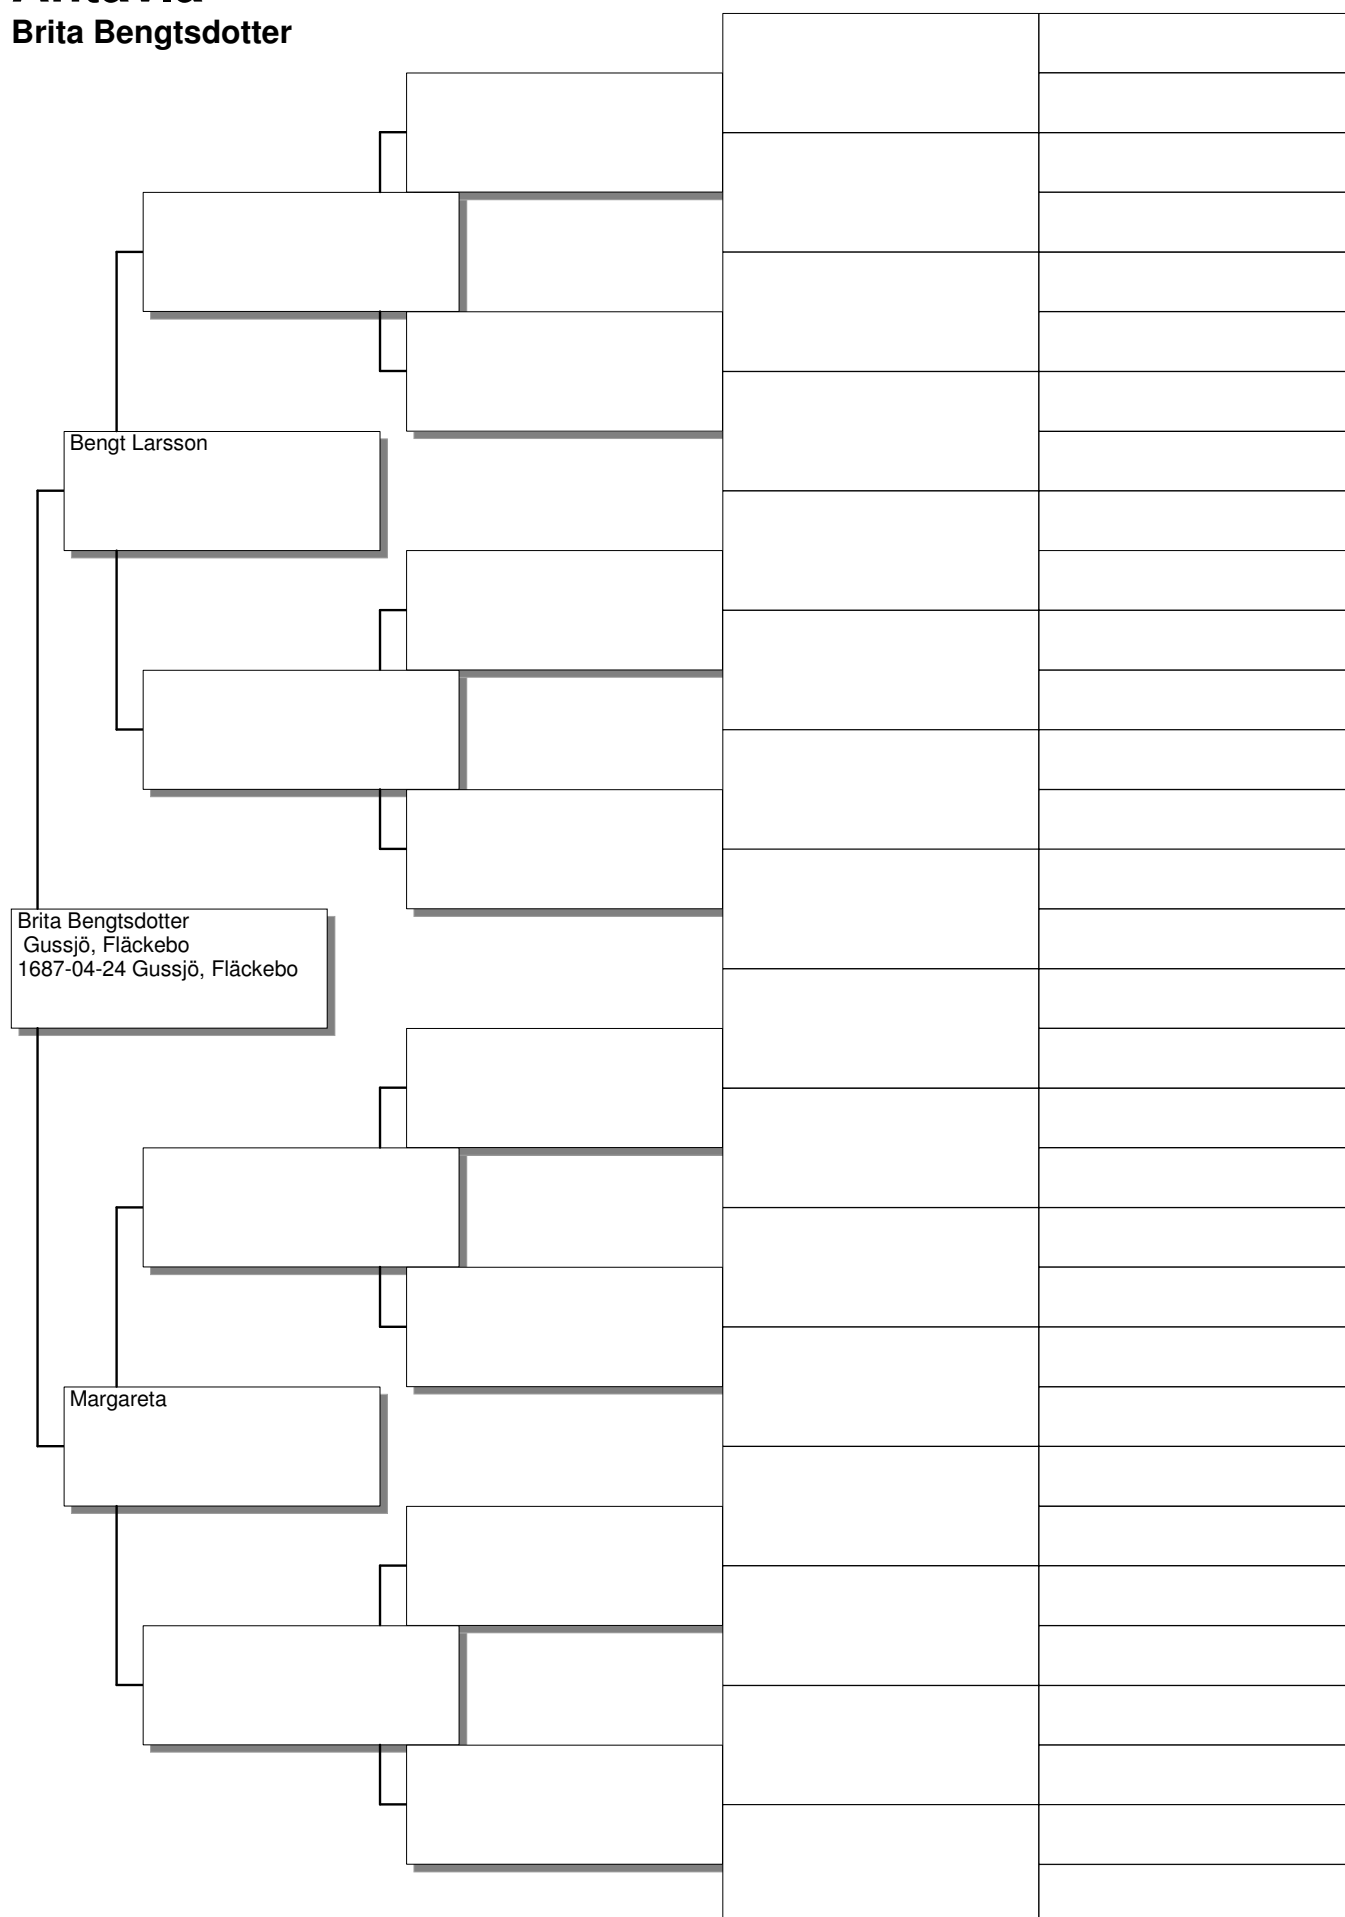 Brita Bengtsdotter
Bengt Larsson
Brita Bengtsdotter
Gussjö, Fläckebo
1687-04-24 Gussjö, Fläckebo
Margareta